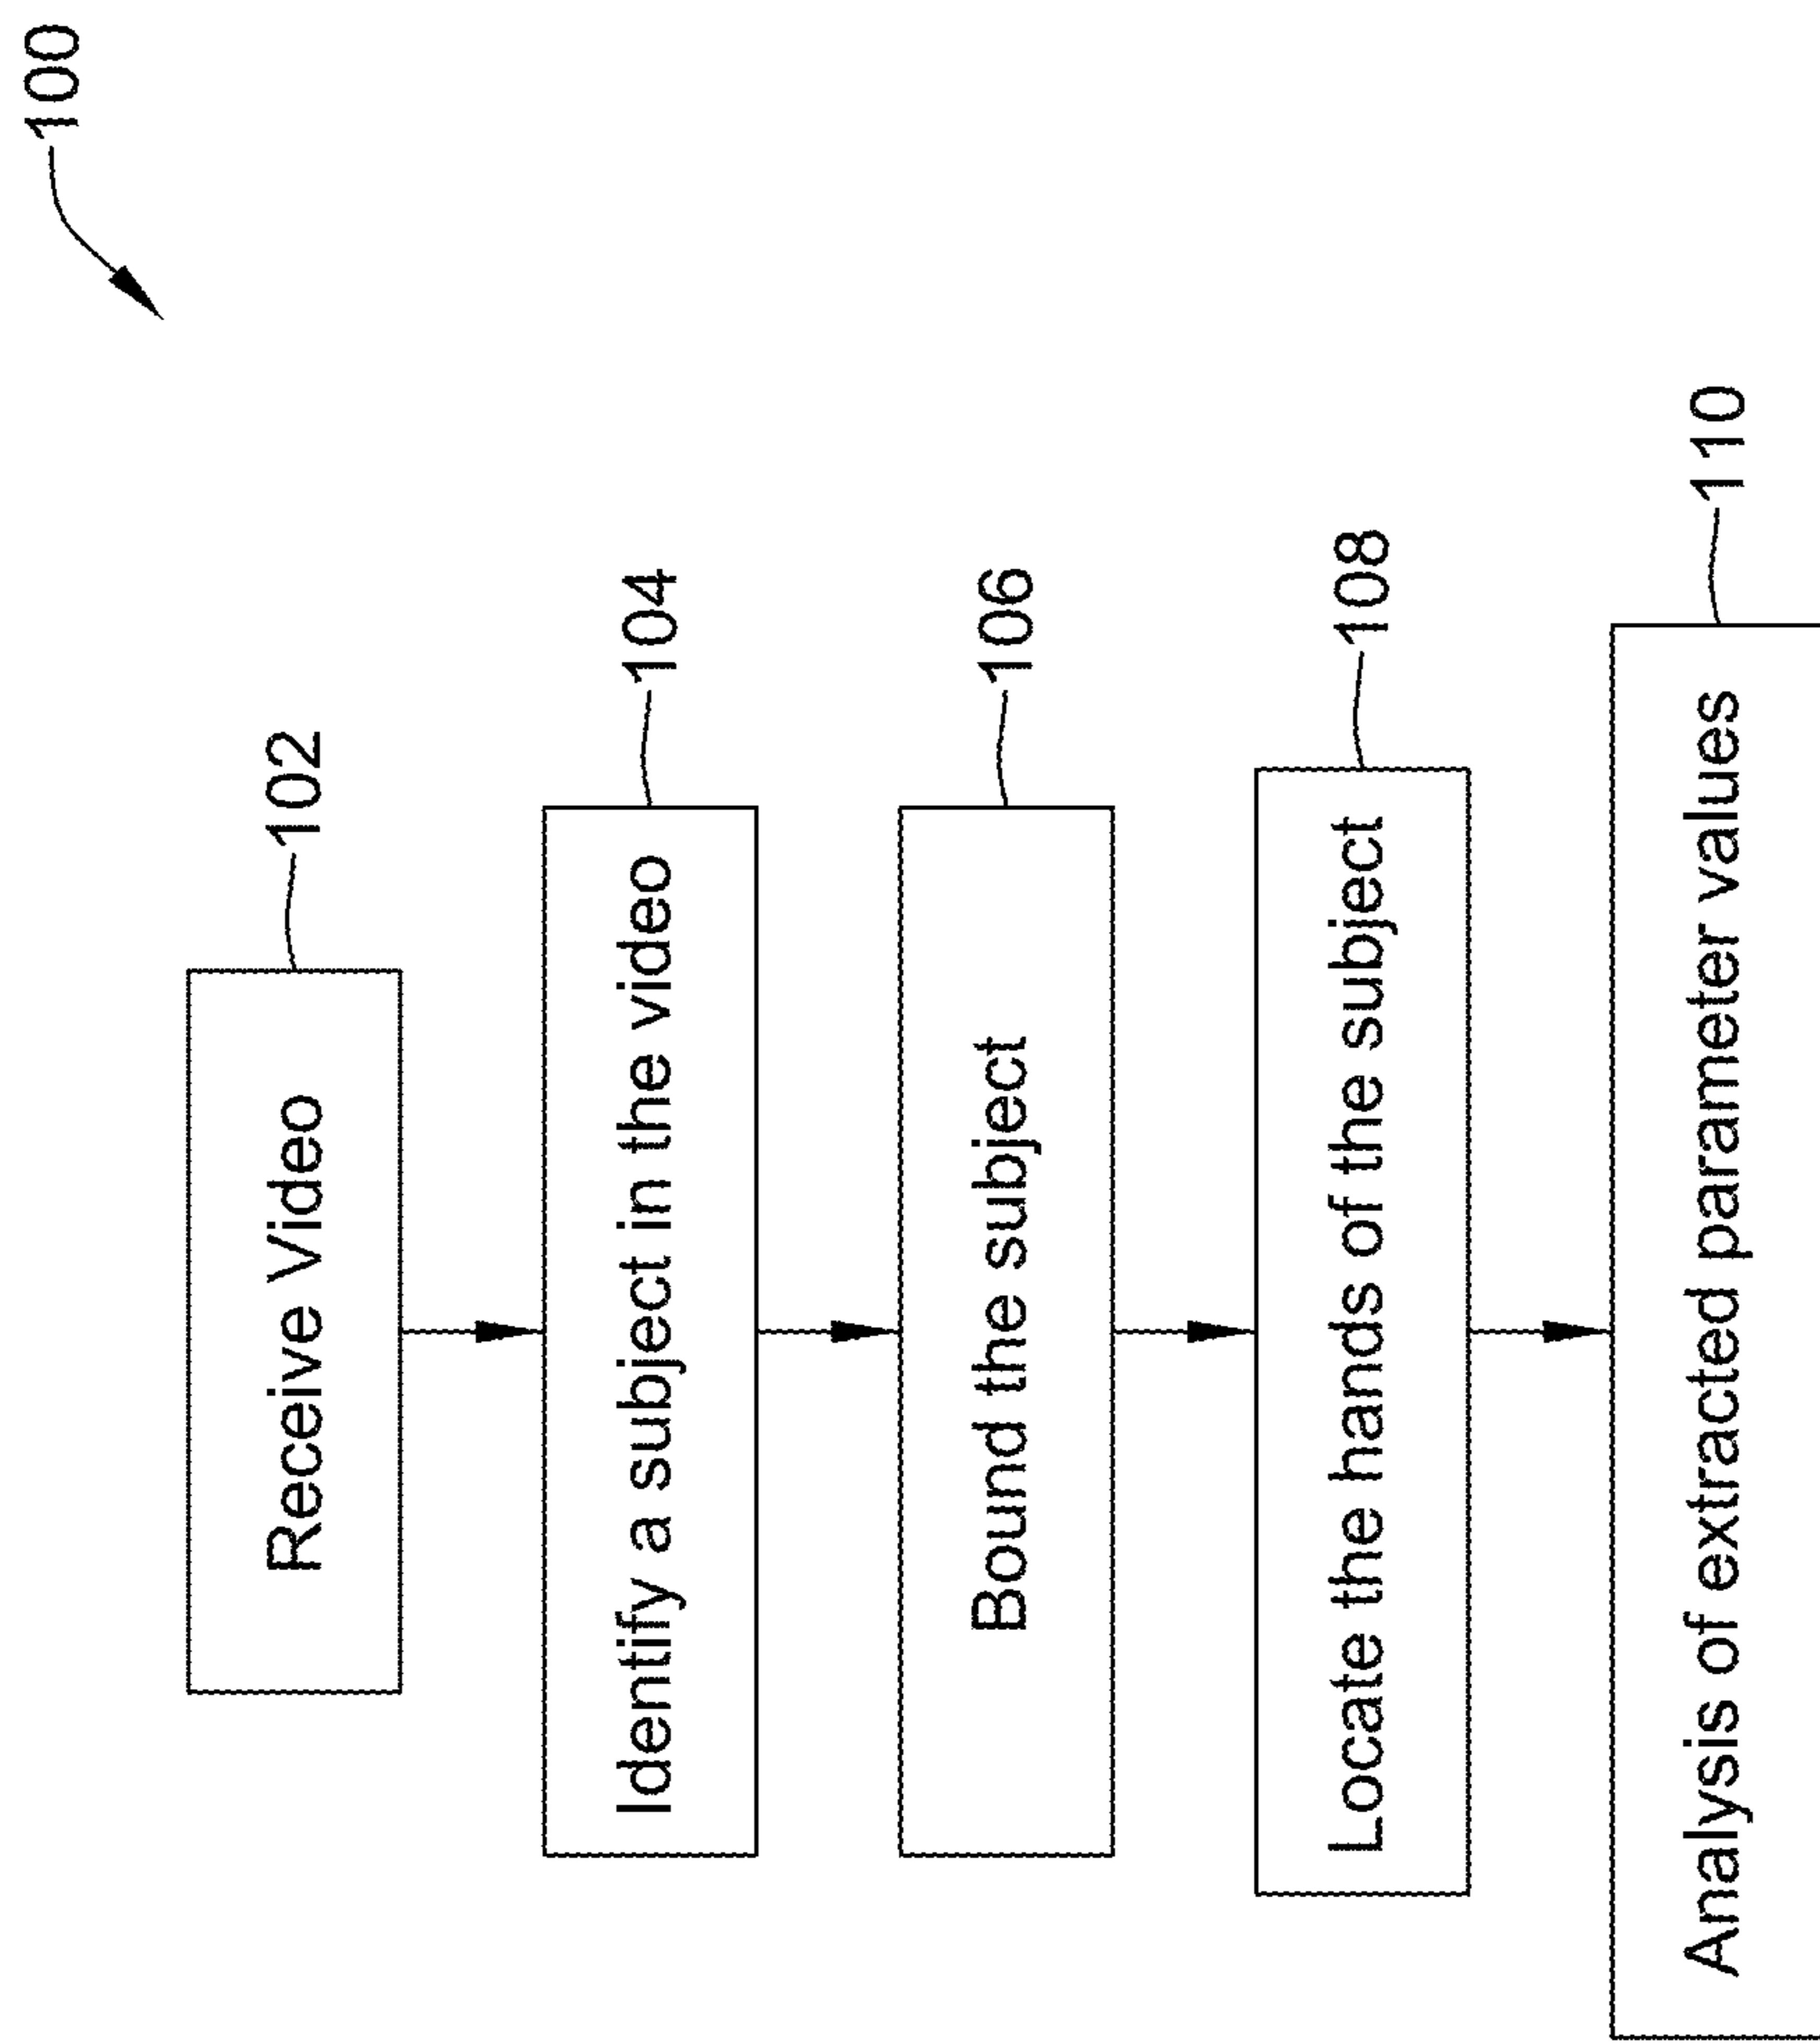 100
Receive Video
102
Identify a subject in the video
104
Bound the subject
106
Locate the hands of the subject
108
Analysis of extracted parameter values
110